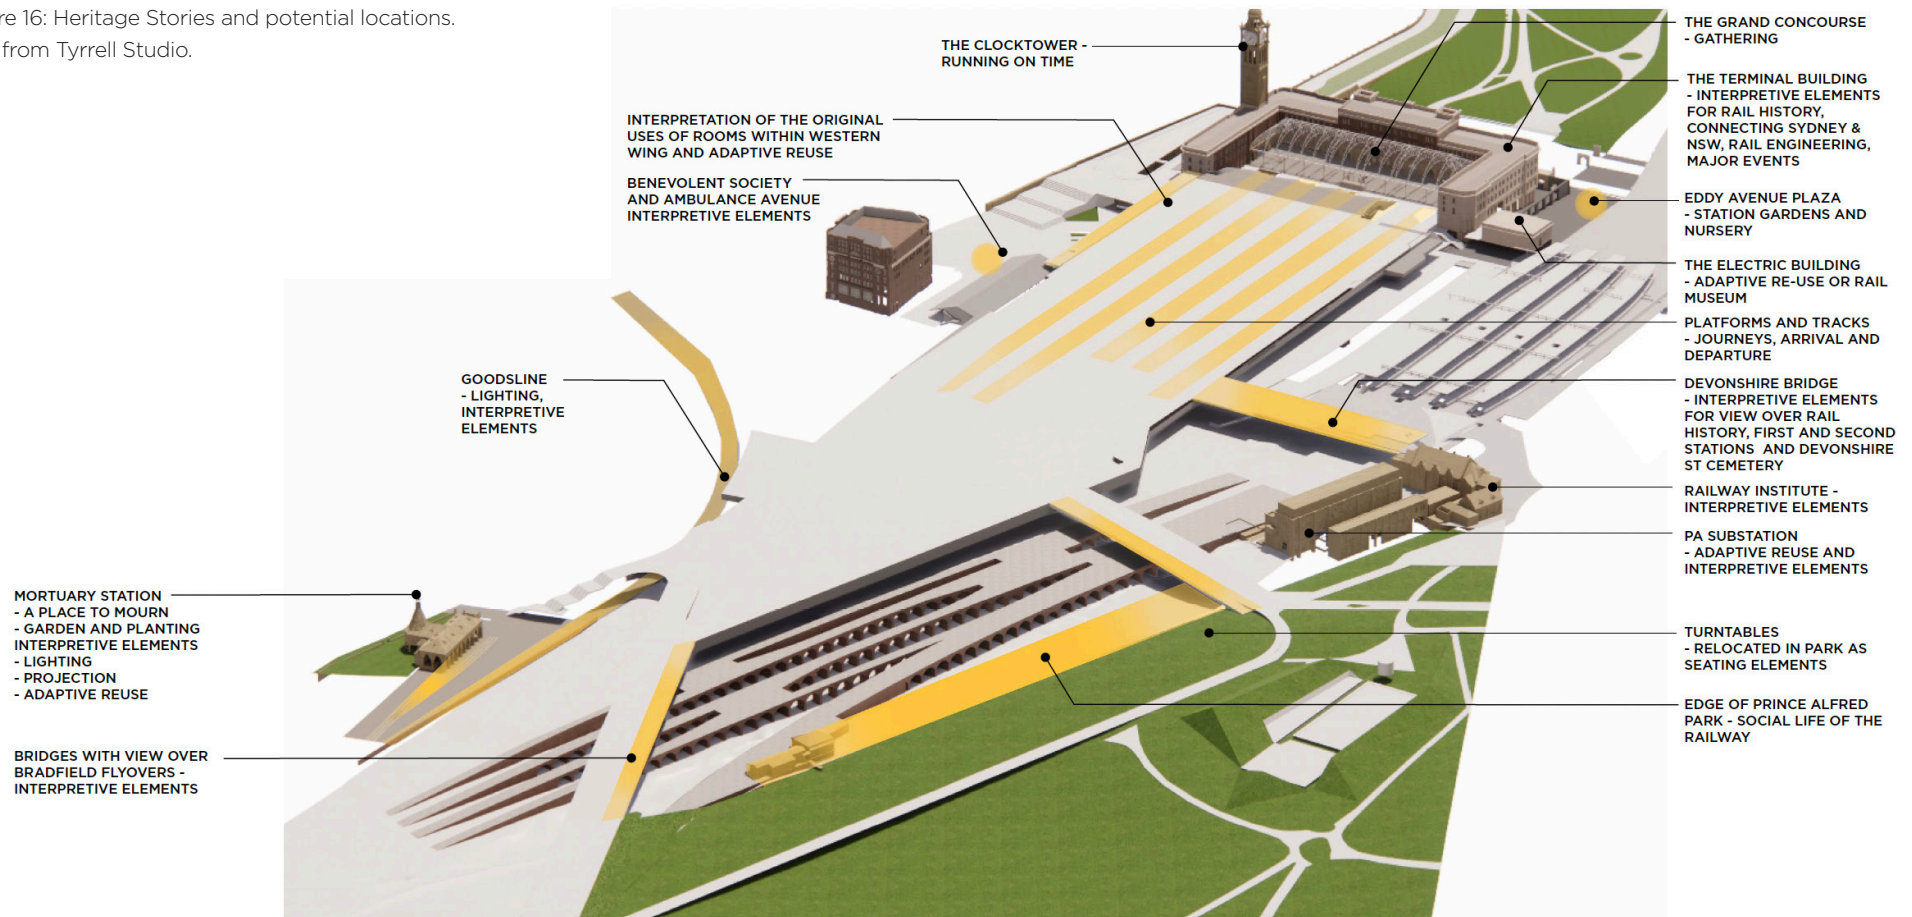 re 16: Heritage Stories and potential locations.
from Tyrrell Studio.
THE CLOCKTOWER -
RUNNING ON TIME
INTERPRETATION OF THE ORIGINAL
USES OF ROOMS WITHIN WESTERN
WING AND ADAPTIVE REUSE
BENEVOLENT SOCIETY
AND AMBULANCE AVENUE
INTERPRETIVE ELEMENTS
GOODSLINE
- LIGHTING,
INTERPRETIVE
ELEMENTS
MORTUARY STATION
- A PLACE TO MOURN
- GARDEN AND PLANTING
INTERPRETIVE ELEMENTS
- LIGHTING
- PROJECTION
- ADAPTIVE REUSE
BRIDGES WITH VIEW OVER
BRADFIELD FLYOVERS -
INTERPRETIVE ELEMENTS
THE GRAND CONCOURSE
- GATHERING
THE TERMINAL BUILDING
- INTERPRETIVE ELEMENTS
FOR RAIL HISTORY,
CONNECTING SYDNEY &
NSW, RAIL ENGINEERING,
MAJOR EVENTS
EDDY AVENUE PLAZA
- STATION GARDENS AND
NURSERY
THE ELECTRIC BUILDING
- ADAPTIVE RE-USE OR RAIL
MUSEUM
PLATFORMS AND TRACKS
- JOURNEYS, ARRIVAL AND
DEPARTURE
DEVONSHIRE BRIDGE
- INTERPRETIVE ELEMENTS
FOR VIEW OVER RAIL
HISTORY, FIRST AND SECOND
STATIONS AND DEVONSHIRE
ST CEMETERY
RAILWAY INSTITUTE -
INTERPRETIVE ELEMENTS
PA SUBSTATION
- ADAPTIVE REUSE AND
INTERPRETIVE ELEMENTS
TURNTABLES
- RELOCATED IN PARK AS
SEATING ELEMENTS
EDGE OF PRINCE ALFRED
PARK - SOCIAL LIFE OF THE
RAILWAY